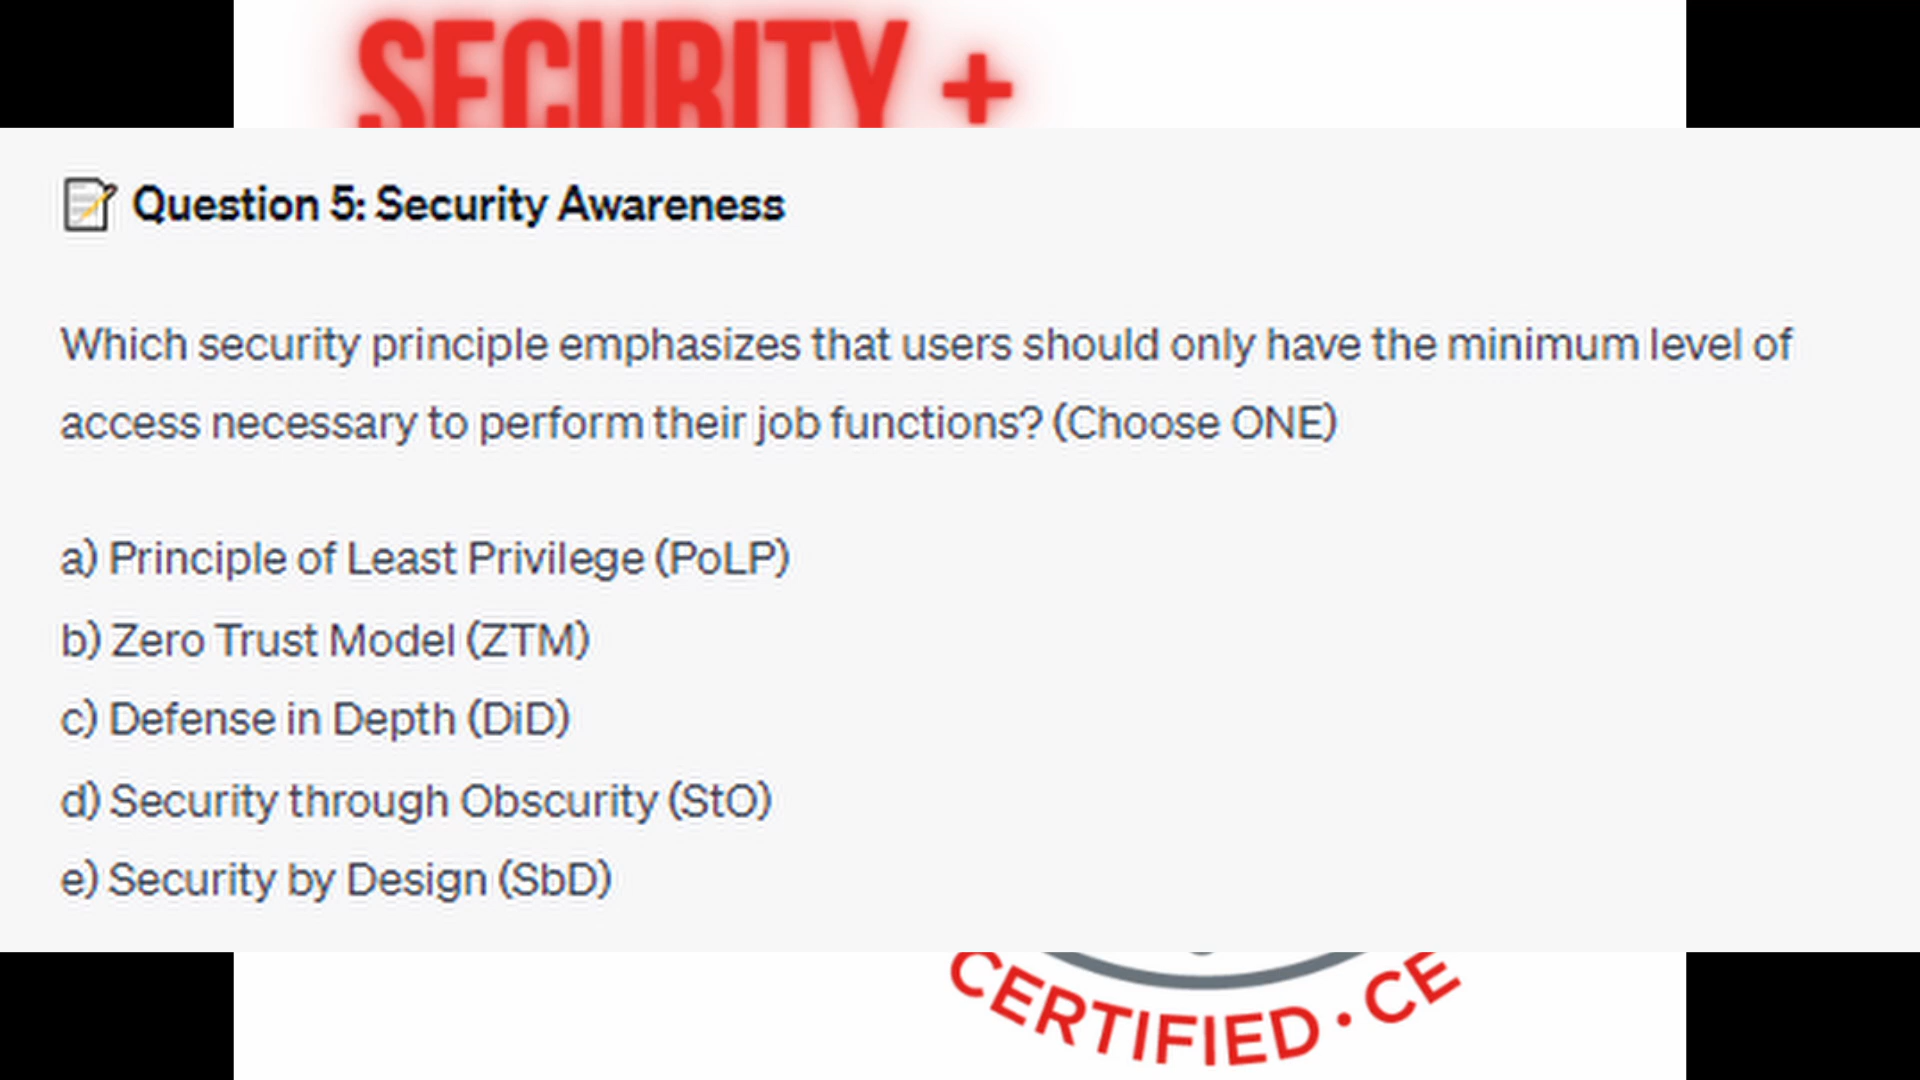 SECURITY +
📝 Question 5: Security Awareness
Which security principle emphasizes that users should only have the minimum level of
access necessary to perform their job functions? (Choose ONE)
a) Principle of Least Privilege (PoLP)
b) Zero Trust Model (ZTM)
c) Defense in Depth (DiD)
d) Security through Obscurity (StO)
e) Security by Design (SbD)
CERTIFIED • CE